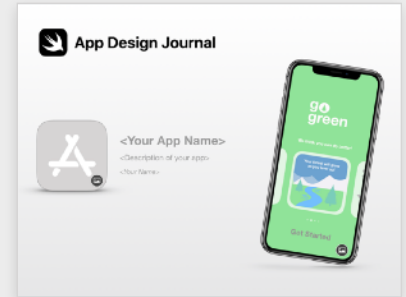 App Design Journal
<Your App Name>
<Description of your app>
<Your Name>
go
green
Get Started